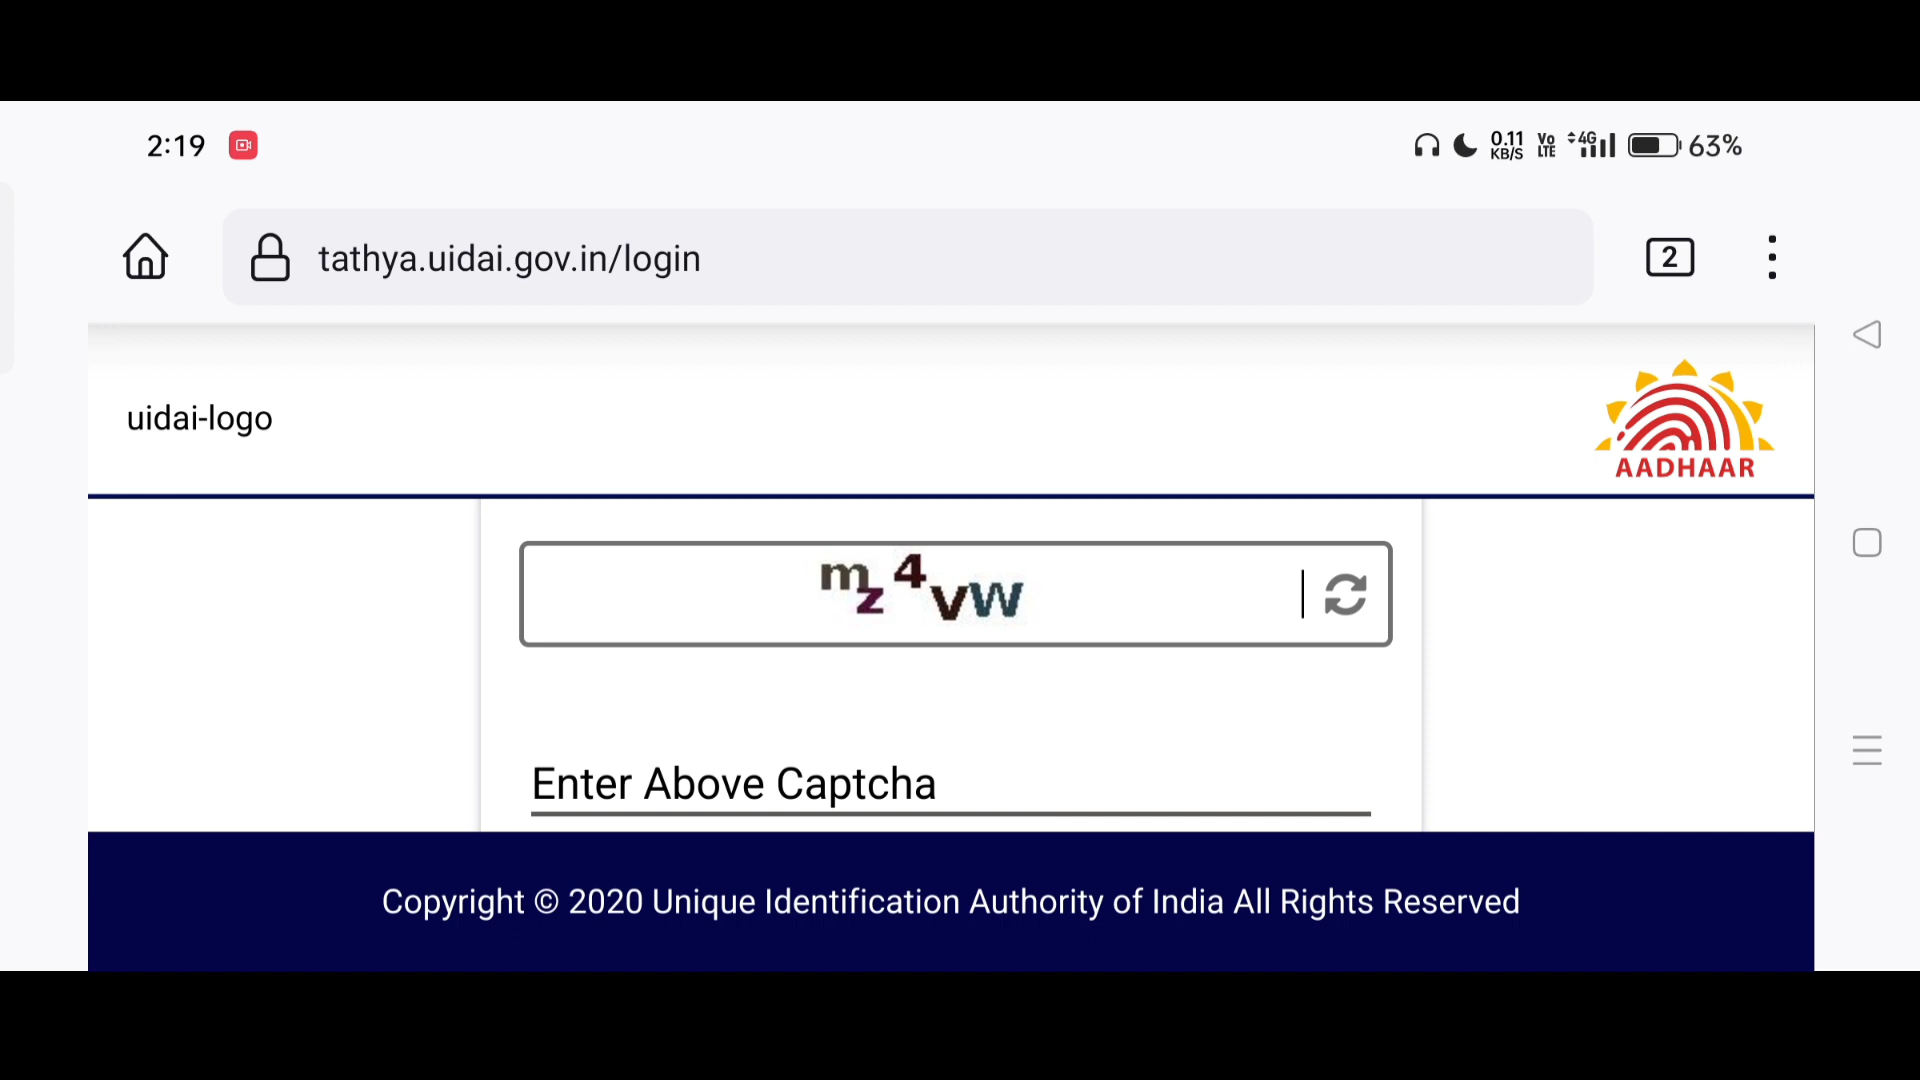 2:19
0.11 KB/S Vo LTE 4G 63%
tathya.uidai.gov.in/login
2
uidai-logo
AADHAAR
mz4vw
Enter Above Captcha
Copyright © 2020 Unique Identification Authority of India All Rights Reserved